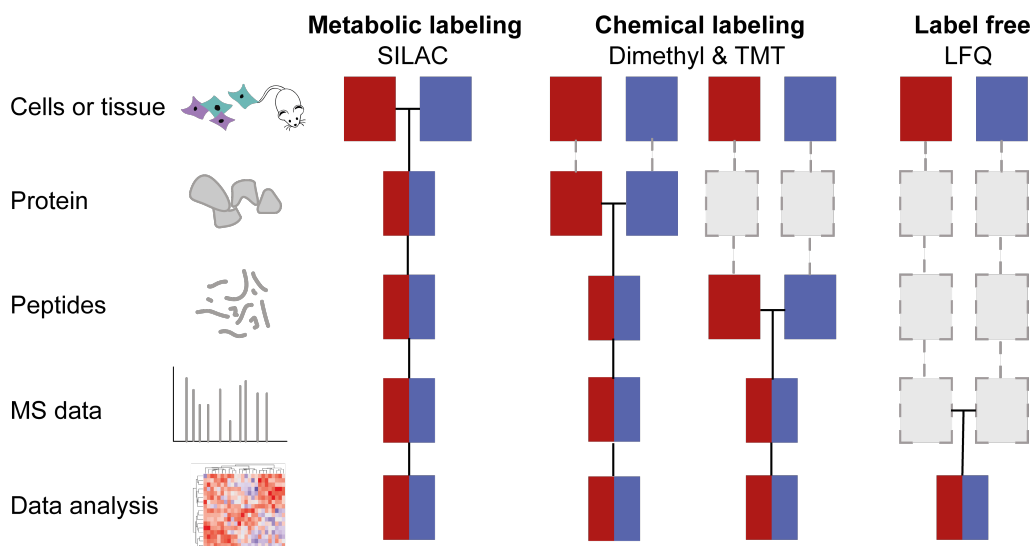 Metabolic labeling
SILAC
Chemical labeling
Dimethyl & TMT
Label free
LFQ
Cells or tissue
Protein
Peptides
MS data
Data analysis